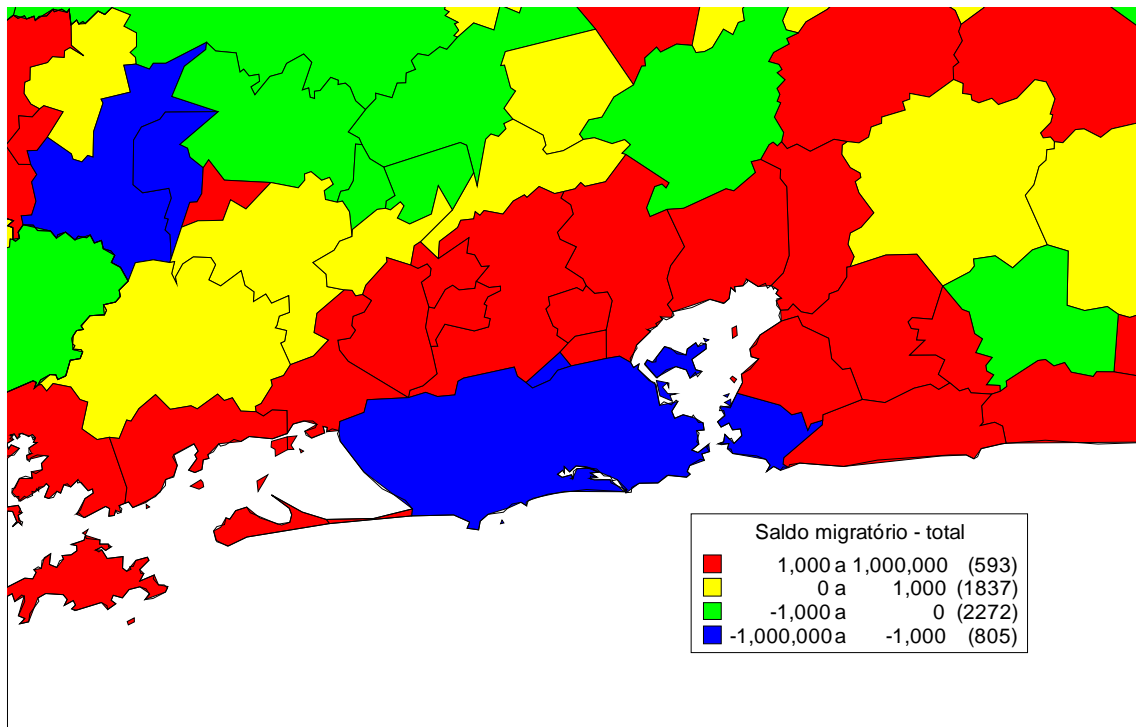 Saldo migratório - total
1,000 a 1,000,000 (593)
0 a 1,000 (1837)
-1,000 a 0 (2272)
-1,000,000 a -1,000 (805)